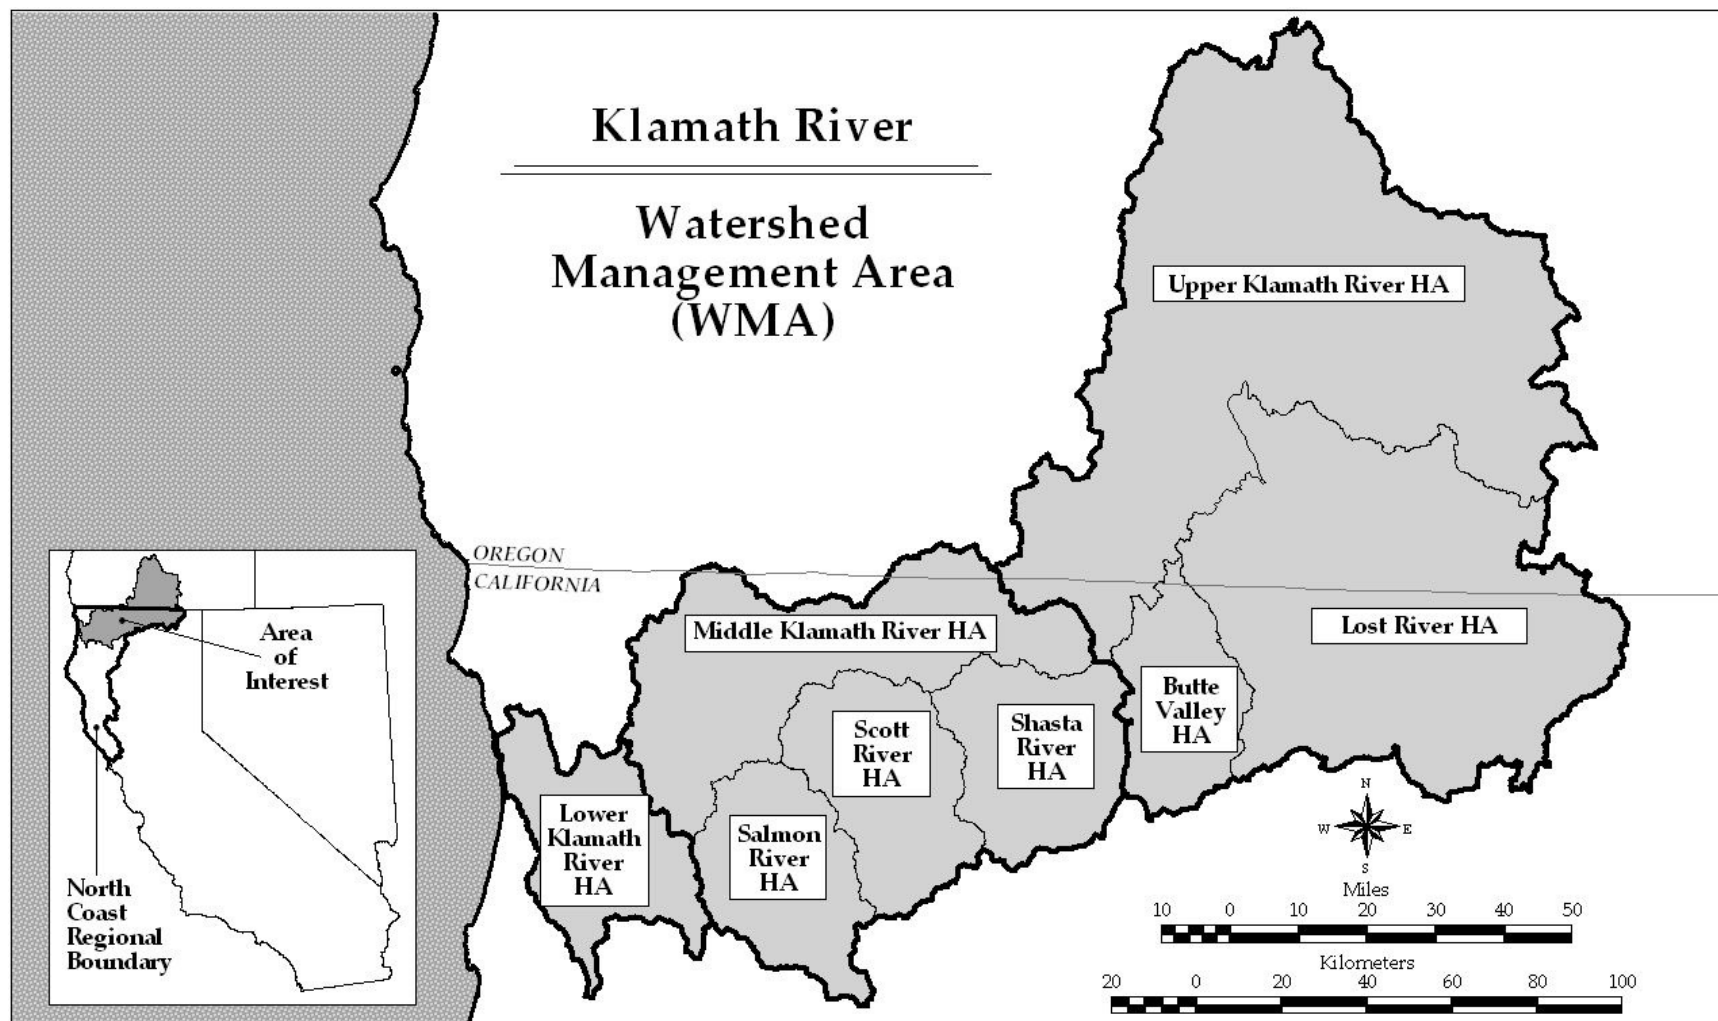 Klamath River
Watershed
Management Area
(WMA)
Upper Klamath River HA
OREGON
CALIFORNIA
Middle Klamath River HA
Lost River HA
Butte
Valley
HA
Shasta
River
HA
Scott
River
HA
Salmon
River
HA
Lower
Klamath
River
HA
Area
of
Interest
North
Coast
Regional
Boundary
N
W E
S
Miles
10 0 10 20 30 40 50
Kilometers
20 0 20 40 60 80 100